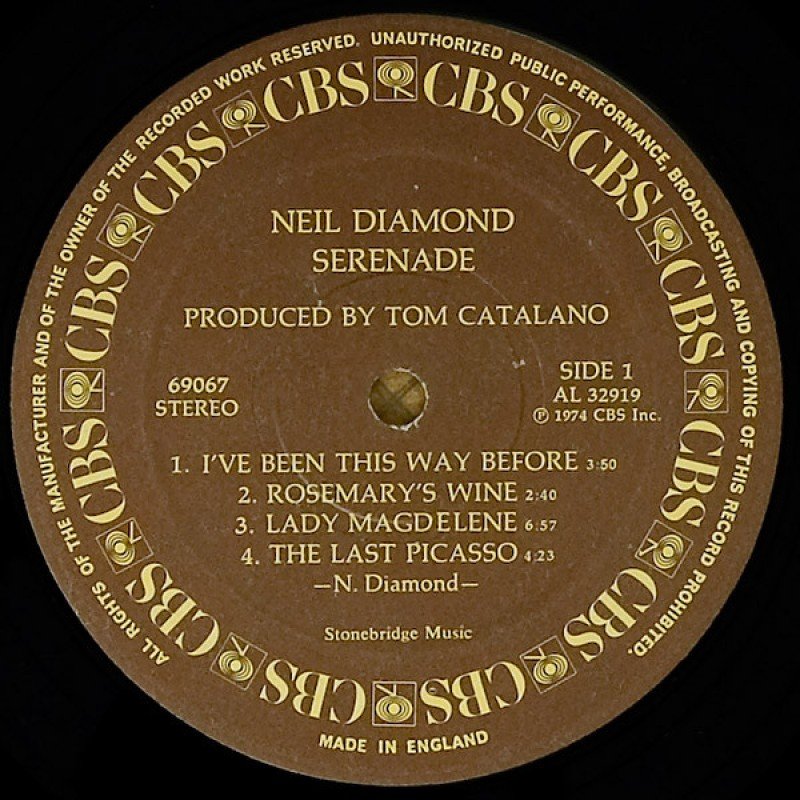 ALL RIGHTS OF THE MANUFACTURER AND OF THE OWNER OF THE RECORDED WORK RESERVED. UNAUTHORIZED PUBLIC PERFORMANCE, BROADCASTING AND COPYING OF THIS RECORD PROHIBITED.
CBS CBS CBS CBS CBS CBS CBS CBS CBS CBS CBS CBS
NEIL DIAMOND
SERENADE
PRODUCED BY TOM CATALANO
69067
STEREO
SIDE 1
AL 32919
℗ 1974 CBS Inc.
1. I'VE BEEN THIS WAY BEFORE 3:50
2. ROSEMARY'S WINE 2:40
3. LADY MAGDELENE 6:57
4. THE LAST PICASSO 4:23
—N. Diamond—
Stonebridge Music
MADE IN ENGLAND